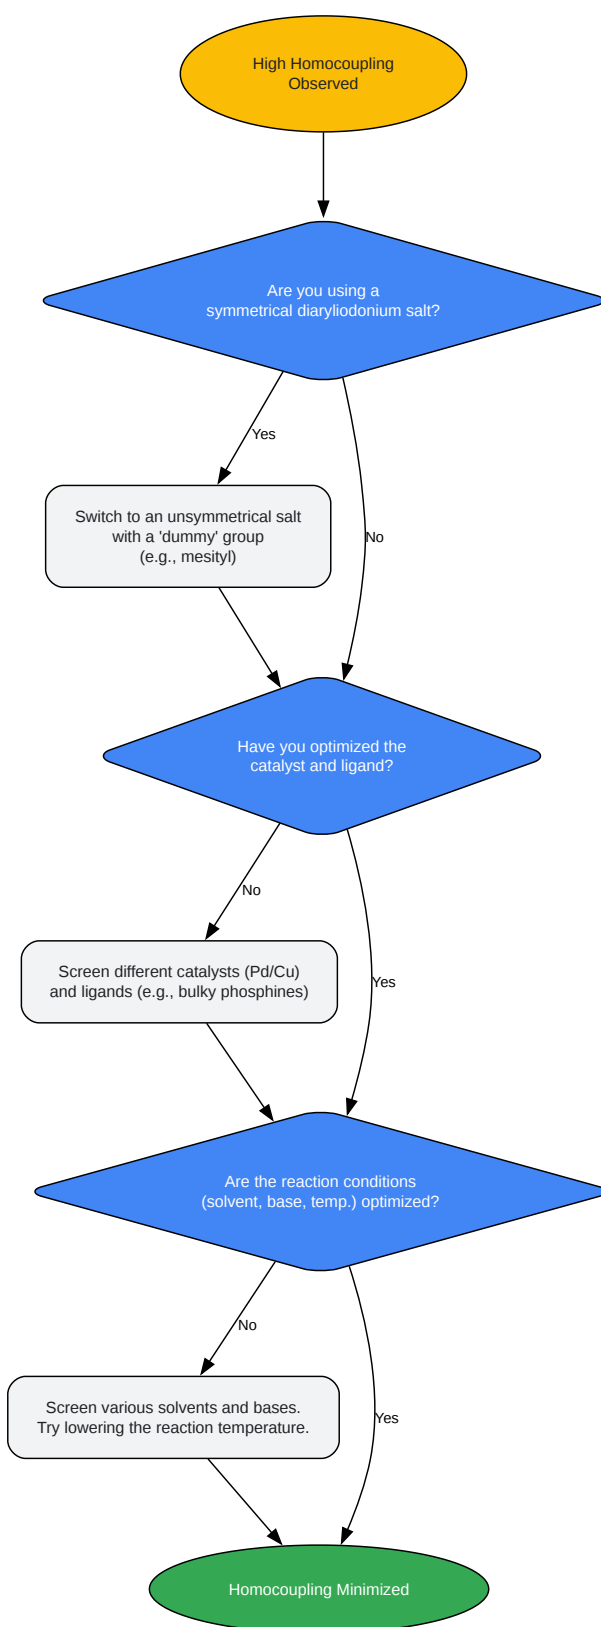 High Homocoupling
Observed
Are you using a
symmetrical diaryliodonium salt?
Yes
Switch to an unsymmetrical salt
with a 'dummy' group
(e.g., mesityl)
No
Have you optimized the
catalyst and ligand?
No
Screen different catalysts (Pd/Cu)
and ligands (e.g., bulky phosphines)
Yes
Are the reaction conditions
(solvent, base, temp.) optimized?
No
Screen various solvents and bases.
Try lowering the reaction temperature.
Yes
Homocoupling Minimized